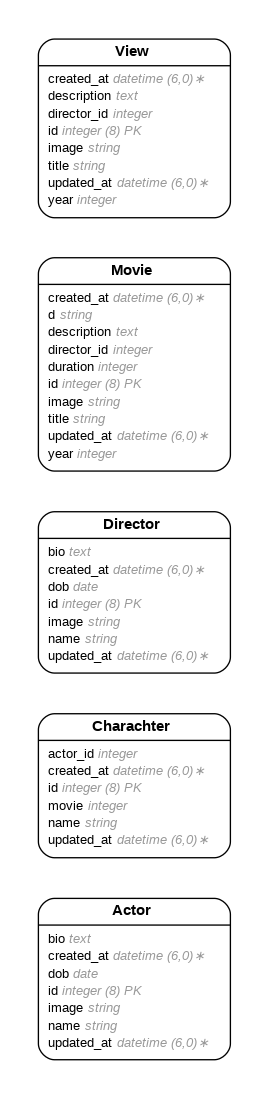 View
created_at datetime (6,0)∗
description text
director_id integer
id integer (8) PK
image string
title string
updated_at datetime (6,0)∗
year integer
Movie
created_at datetime (6,0)∗
d string
description text
director_id integer
duration integer
id integer (8) PK
image string
title string
updated_at datetime (6,0)∗
year integer
Director
bio text
created_at datetime (6,0)∗
dob date
id integer (8) PK
image string
name string
updated_at datetime (6,0)∗
Charachter
actor_id integer
created_at datetime (6,0)∗
id integer (8) PK
movie integer
name string
updated_at datetime (6,0)∗
Actor
bio text
created_at datetime (6,0)∗
dob date
id integer (8) PK
image string
name string
updated_at datetime (6,0)∗